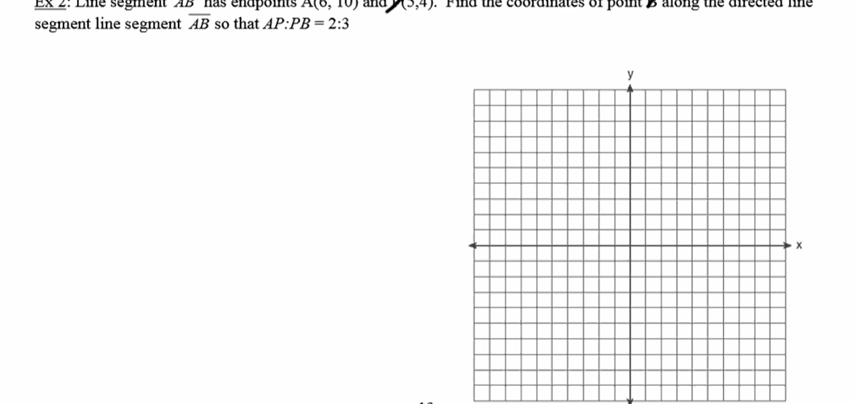 Ex 2: Line segment AB has endpoints A(6, 10) and (5,4). Find the coordinates of point along the directed line
segment line segment AB so that AP:PB = 2:3
y
x